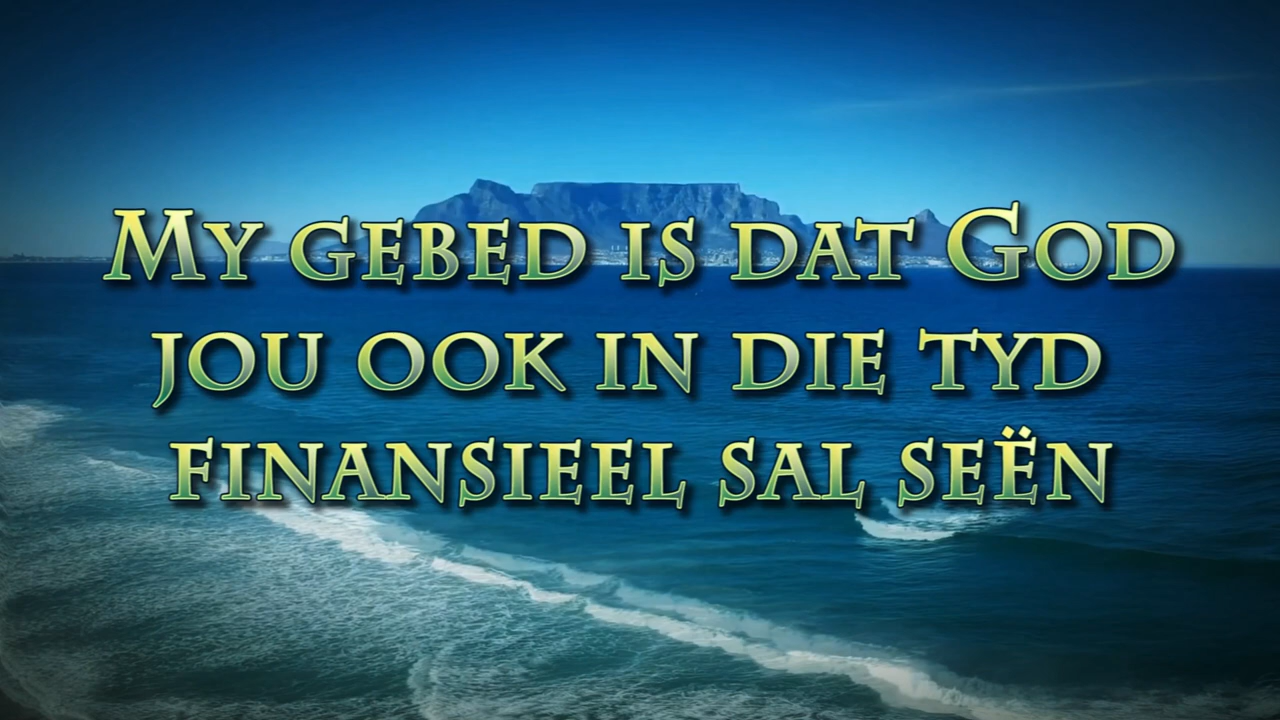 My gebed is dat God
jou ook in die tyd
finansieel sal seën